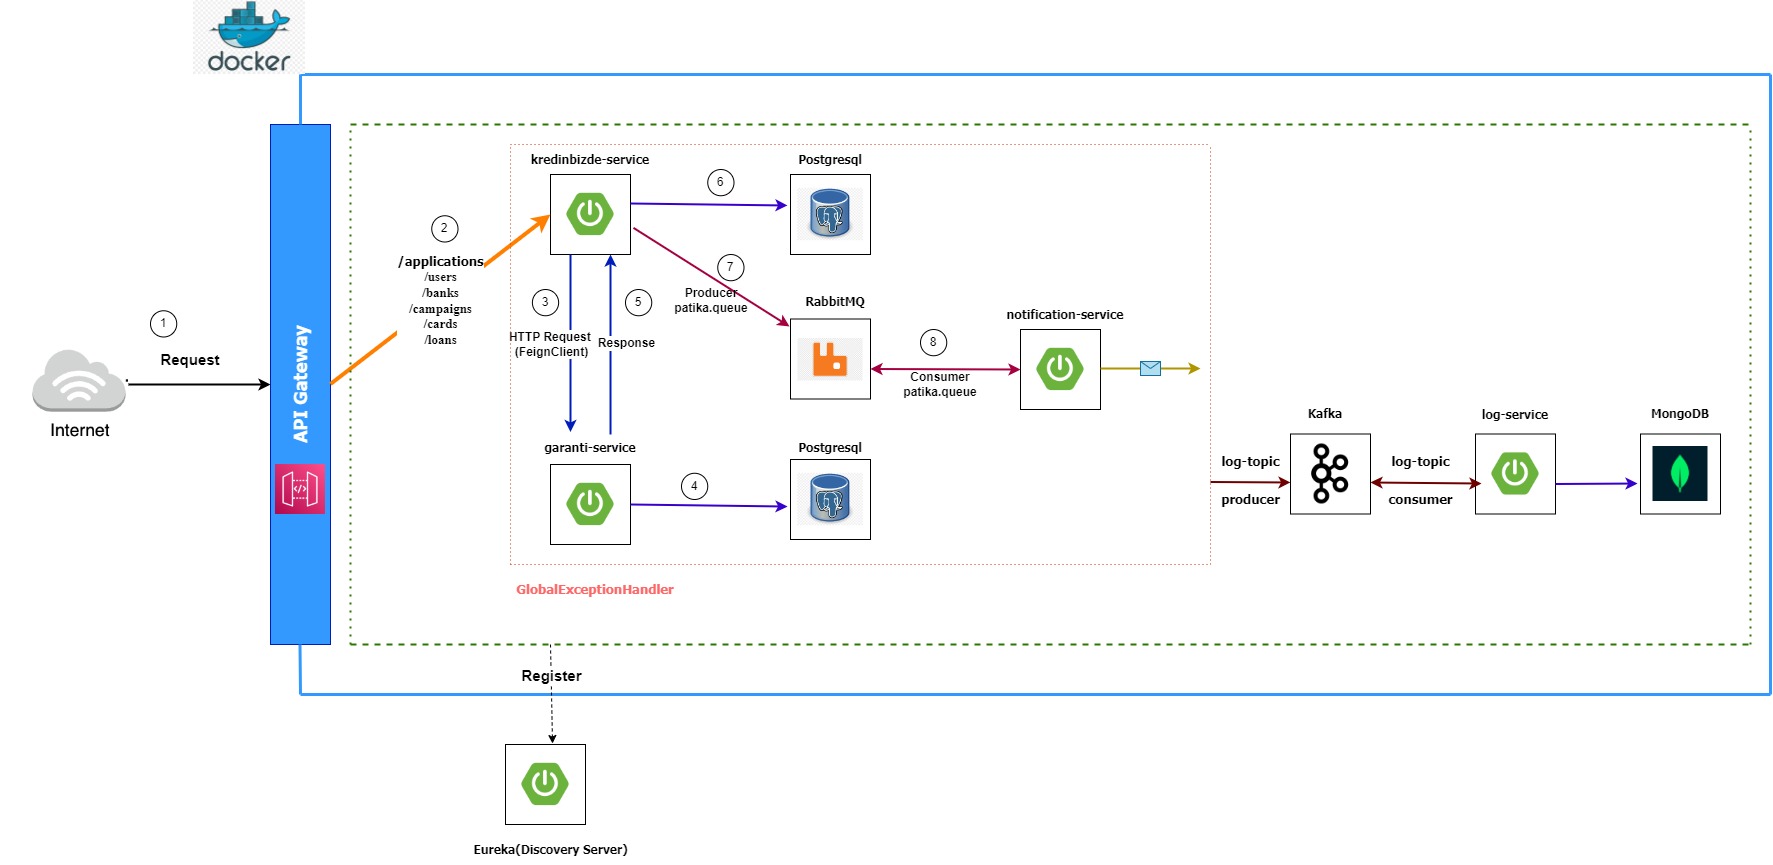 docker
kredinbizde-service
Postgresql
6
2
/applications
/users
/banks
/campaigns
/cards
/loans
7
Producer
patika.queue
3
5
HTTP Request
(FeignClient)
Response
RabbitMQ
8
Consumer
patika.queue
notification-service
1
Request
Internet
API Gateway
garanti-service
4
Postgresql
Kafka
log-service
MongoDB
log-topic
producer
log-topic
consumer
GlobalExceptionHandler
Register
Eureka(Discovery Server)